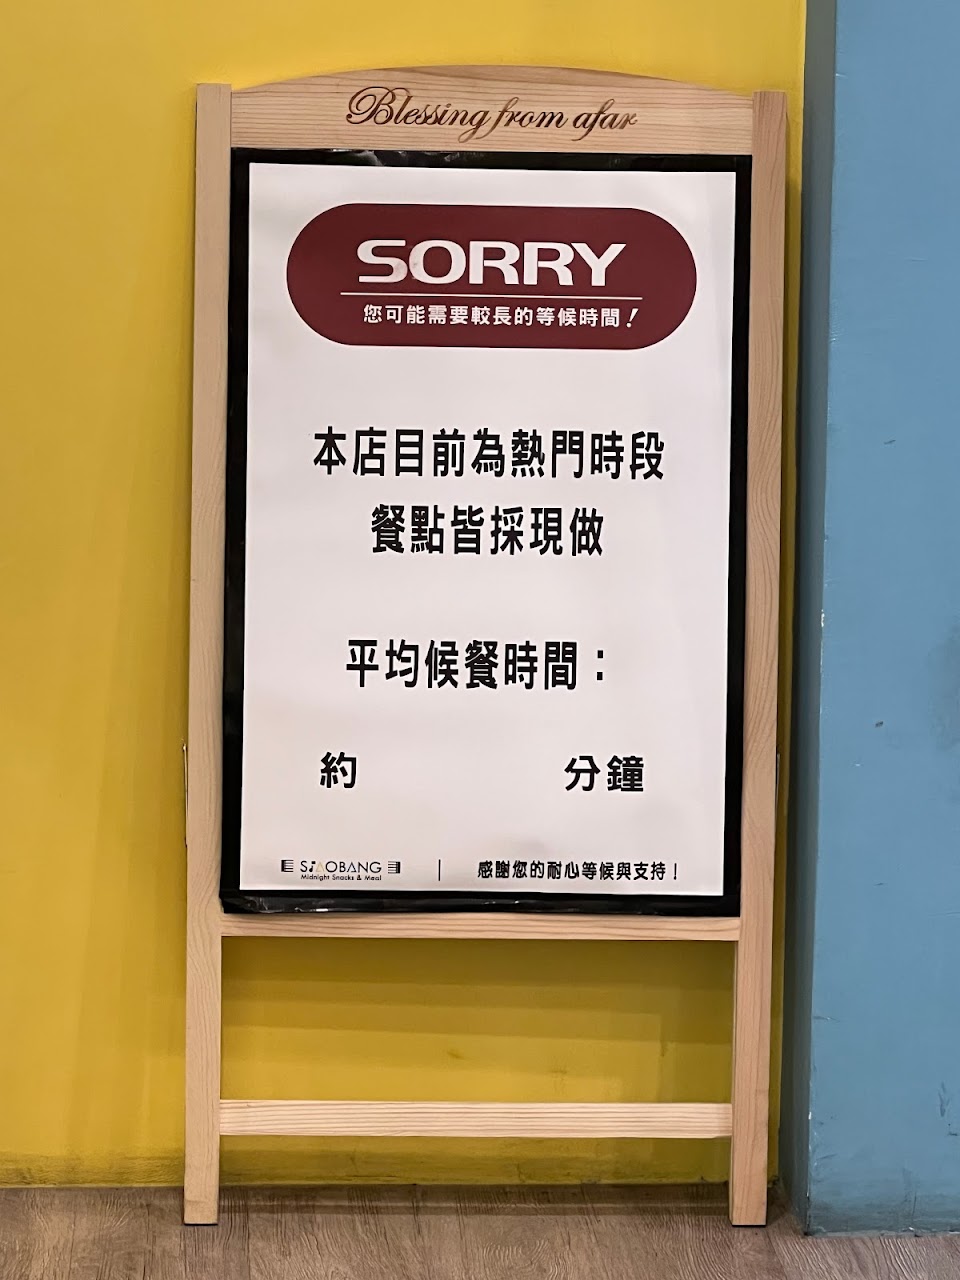 Blessing from afar
SORRY
您可能需要較長的等候時間！
本店目前為熱門時段
餐點皆採現做
平均候餐時間：
約 分鐘
SIAOBANG | 感謝您的耐心等候與支持！
Midnight Snacks & Meal